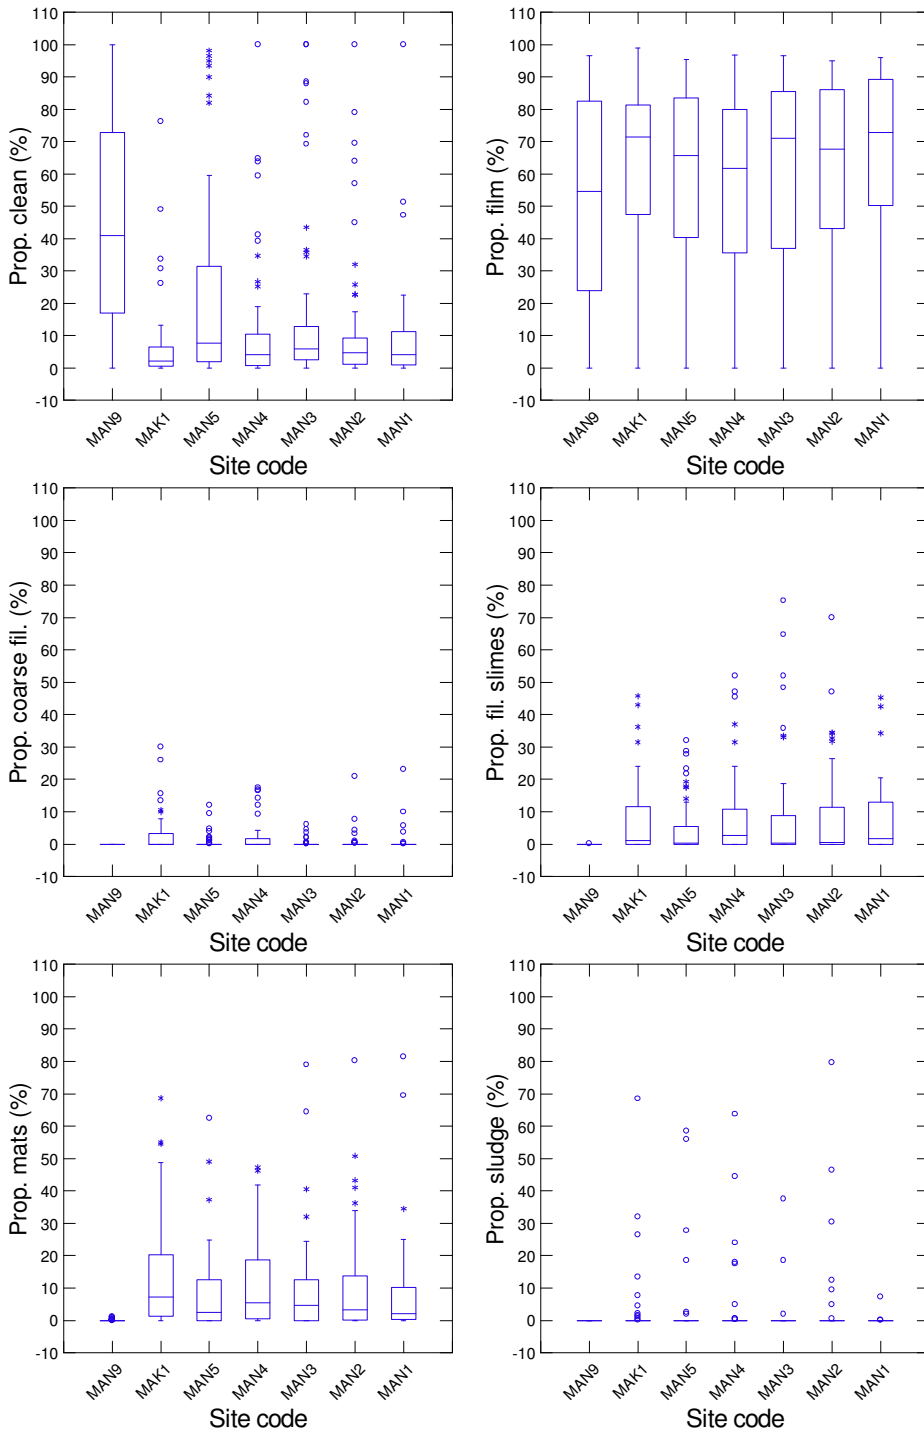 Prop. clean (%)
110
100
90
80
70
60
50
40
30
20
10
0
-10
MAN9
MAK1
MAN5
MAN4
MAN3
MAN2
MAN1
Site code
Prop. film (%)
110
100
90
80
70
60
50
40
30
20
10
0
-10
MAN9
MAK1
MAN5
MAN4
MAN3
MAN2
MAN1
Site code
Prop. coarse fil. (%)
110
100
90
80
70
60
50
40
30
20
10
0
-10
MAN9
MAK1
MAN5
MAN4
MAN3
MAN2
MAN1
Site code
Prop. fil. slimes (%)
110
100
90
80
70
60
50
40
30
20
10
0
-10
MAN9
MAK1
MAN5
MAN4
MAN3
MAN2
MAN1
Site code
Prop. mats (%)
110
100
90
80
70
60
50
40
30
20
10
0
-10
MAN9
MAK1
MAN5
MAN4
MAN3
MAN2
MAN1
Site code
Prop. sludge (%)
110
100
90
80
70
60
50
40
30
20
10
0
-10
MAN9
MAK1
MAN5
MAN4
MAN3
MAN2
MAN1
Site code